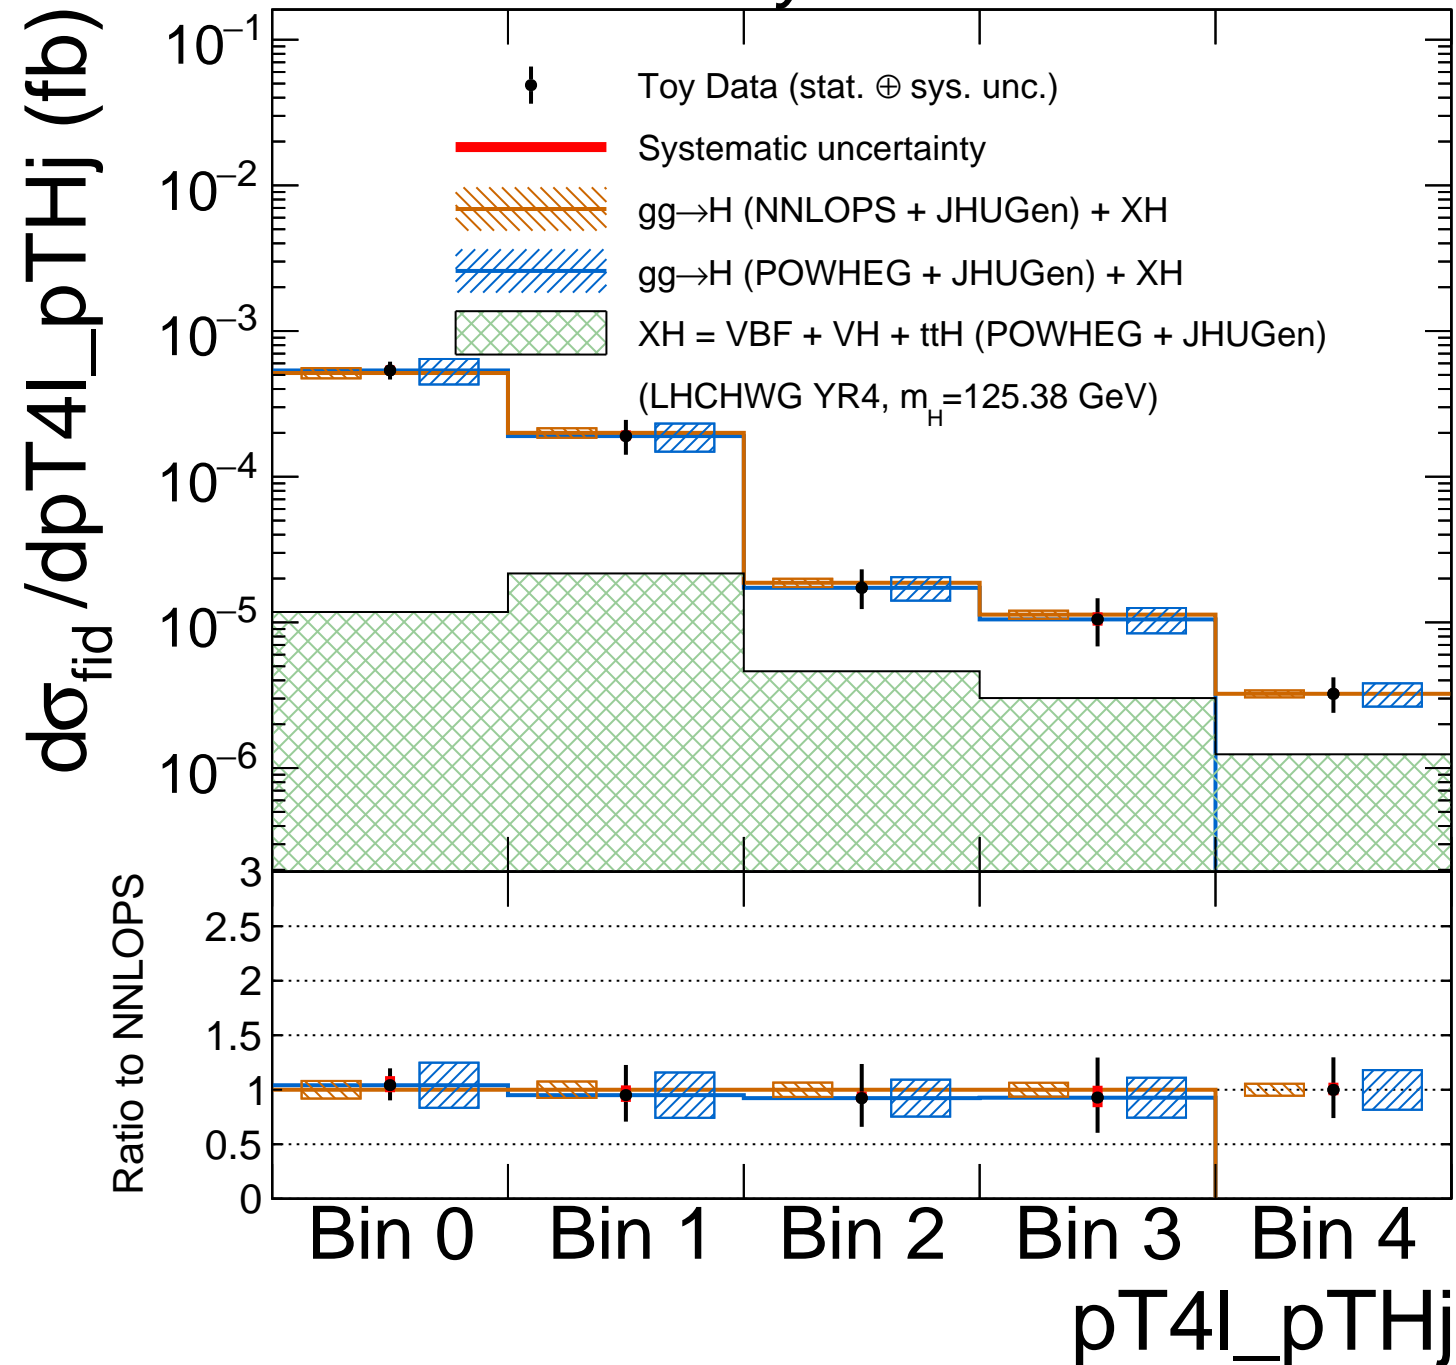 dσfid/dpT4l_pTHj (fb)
10−1
10−2
10−3
10−4
10−5
10−6
Toy Data (stat. ⊕ sys. unc.)
Systematic uncertainty
gg→H (NNLOPS + JHUGen) + XH
gg→H (POWHEG + JHUGen) + XH
XH = VBF + VH + ttH (POWHEG + JHUGen)
(LHCHWG YR4, mH=125.38 GeV)
Ratio to NNLOPS
3
2.5
2
1.5
1
0.5
0
Bin 0 Bin 1 Bin 2 Bin 3 Bin 4
pT4l_pTHj